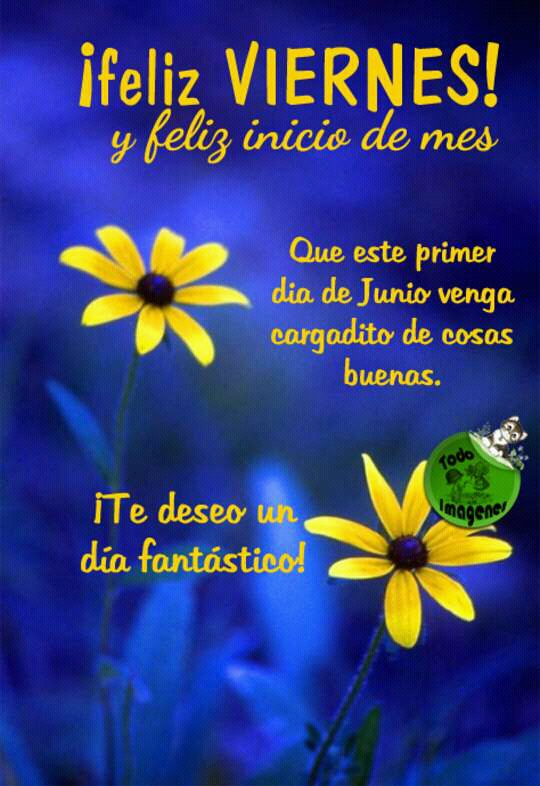 ¡feliz VIERNES!
y feliz inicio de mes
Que este primer
dia de Junio venga
cargadito de cosas
buenas.
¡Te deseo un
día fantástico!
Todo
Imagenes